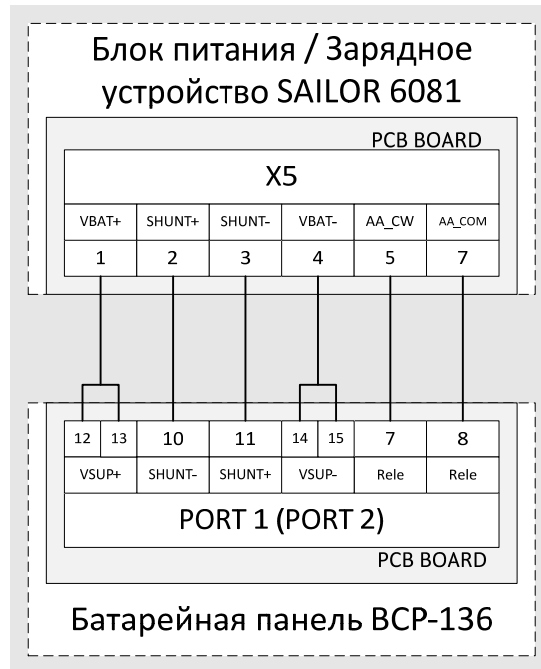 Блок питания / Зарядное
устройство SAILOR 6081
PCB BOARD
X5
VBAT+ SHUNT+ SHUNT- VBAT- AA_CW AA_COM
1 2 3 4 5 7
12 13 10 11 14 15 7 8
VSUP+ SHUNT- SHUNT+ VSUP- Rele Rele
PORT 1 (PORT 2)
PCB BOARD
Батарейная панель BCP-136